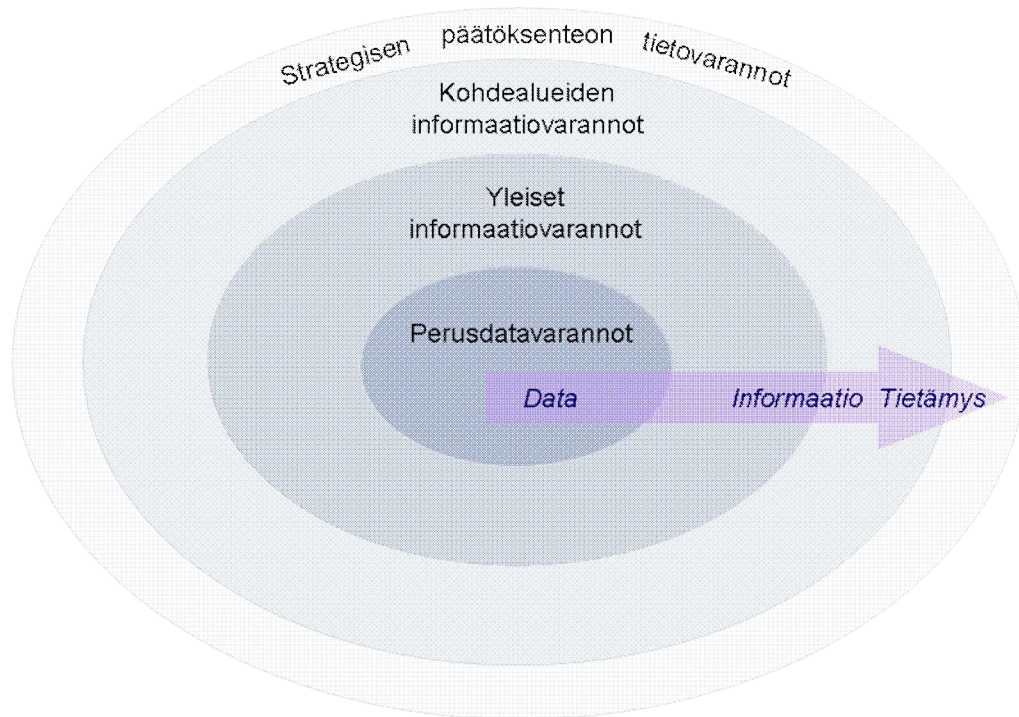 Strategisen päätöksenteon tietovarannot
Kohdealueiden
informaatiovarannot
Yleiset
informaatiovarannot
Perusdatavarannot
Data Informaatio Tietämys